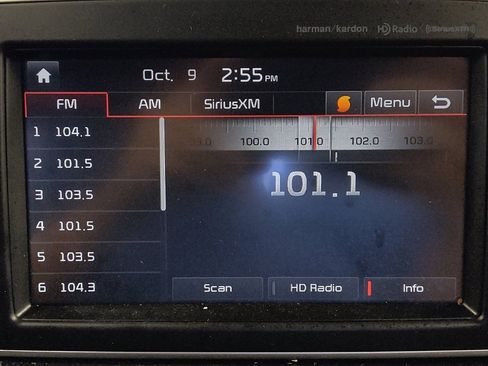 harman/kardon HD Radio ((SiriusXM))
Oct. 9 2:55 PM
FM AM SiriusXM Menu
1 104.1
2 101.5
3 103.5
4 101.5
5 103.5
6 104.3
100.0 101.0 102.0 103.0
101.1
Scan HD Radio Info